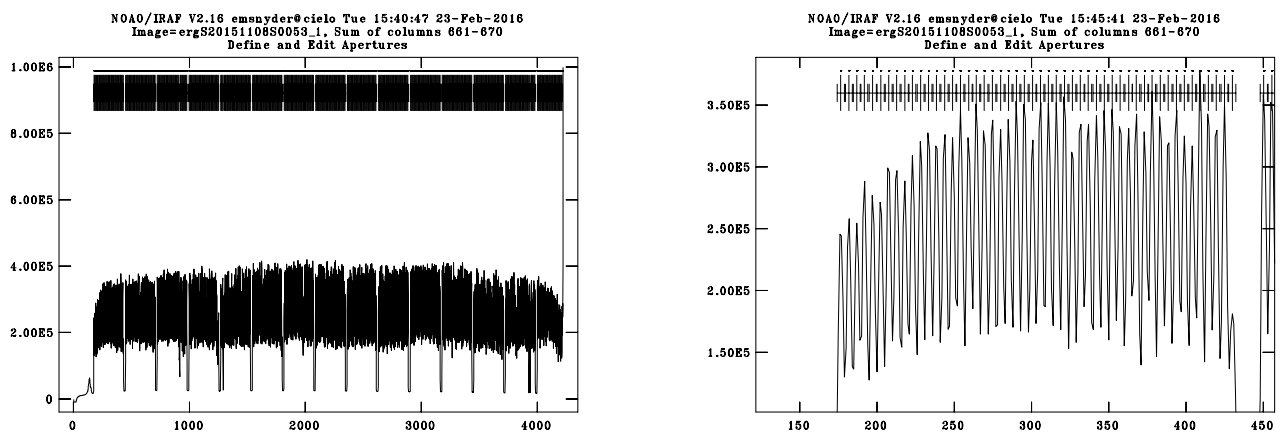 NOAO/IRAF V2.16 emsnyder@cielo Tue 15:40:47 23-Feb-2016
Image=ergS20151108S0053_1, Sum of columns 661-670
Define and Edit Apertures
1.00E6
8.00E5
6.00E5
4.00E5
2.00E5
0
0
1000
2000
3000
4000
NOAO/IRAF V2.16 emsnyder@cielo Tue 15:45:41 23-Feb-2016
Image=ergS20151108S0053_1, Sum of columns 661-670
Define and Edit Apertures
3.50E5
3.00E5
2.50E5
2.00E5
1.50E5
150
200
250
300
350
400
450